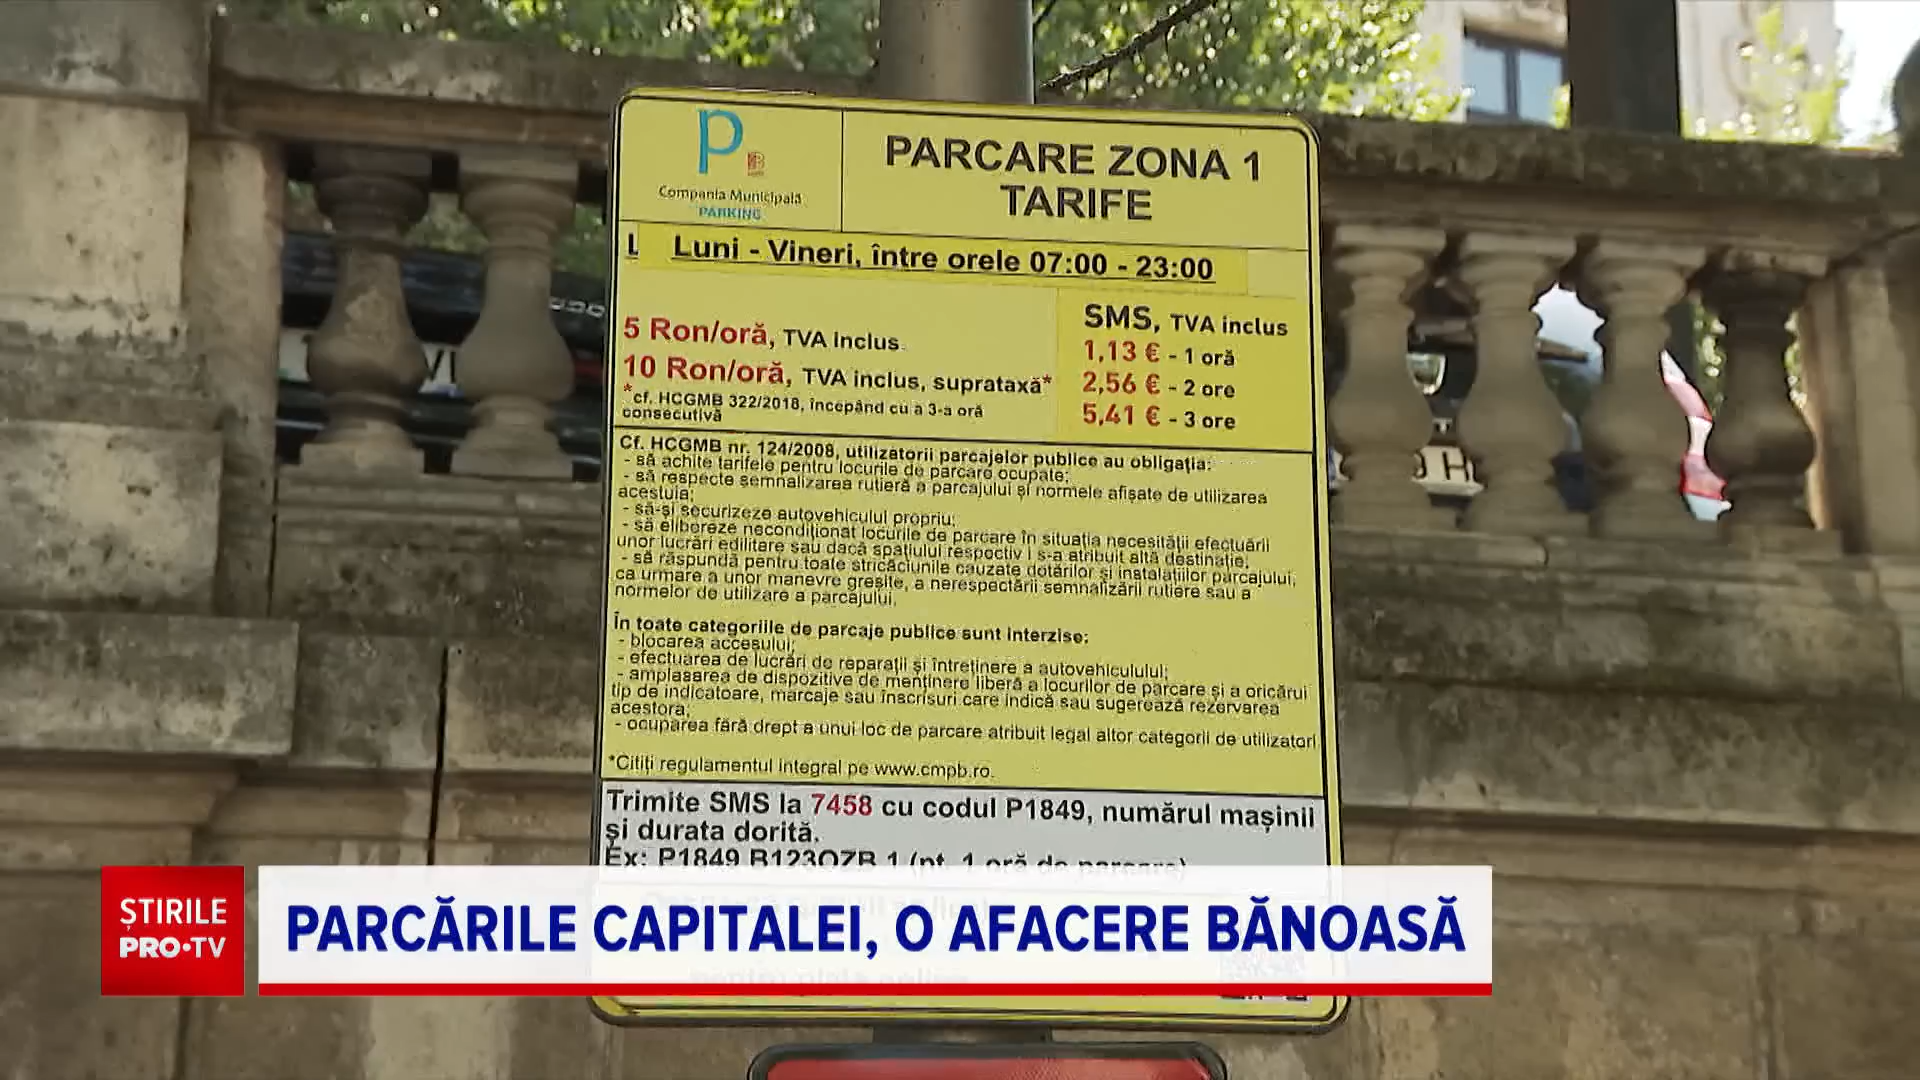 P
Compania Municipală
PARKING
PARCARE ZONA 1
TARIFE
L Luni - Vineri, între orele 07:00 - 23:00
5 Ron/oră, TVA inclus.
10 Ron/oră, TVA inclus, suprataxă*
*cf. HCGMB 322/2018, începând cu a 3-a oră
consecutivă
SMS, TVA inclus
1,13 € - 1 oră
2,56 € - 2 ore
5,41 € - 3 ore
Cf. HCGMB nr. 124/2008, utilizatorii parcajelor publice au obligația:
- să achite tarifele pentru locurile de parcare ocupate;
- să respecte semnalizarea rutieră a parcajului și normele afișate de utilizarea
acestuia;
- să-și securizeze autovehiculul propriu;
- să elibereze necondiționat locurile de parcare în situația necesității efectuării
unor lucrări edilitare sau dacă spațiului respectiv i s-a atribuit altă destinație;
- să răspundă pentru toate stricăciunile cauzate dotărilor și instalațiilor parcajului,
ca urmare a unor manevre greșite, a nerespectării semnalizării rutiere sau a
normelor de utilizare a parcajului.
În toate categoriile de parcaje publice sunt interzise:
- blocarea accesului;
- efectuarea de lucrări de reparații și întreținere a autovehiculului;
- amplasarea de dispozitive de menținere liberă a locurilor de parcare și a oricărui
tip de indicatoare, marcaje sau înscrisuri care indică sau sugerează rezervarea
acestora;
- ocuparea fără drept a unui loc de parcare atribuit legal altor categorii de utilizatori
*Citiți regulamentul integral pe www.cmpb.ro.
Trimite SMS la 7458 cu codul P1849, numărul mașinii
și durata dorită.
Ex: P1849 B123OZB 1 (pt. 1 oră de parcare)
ȘTIRILE
PRO•TV
PARCĂRILE CAPITALEI, O AFACERE BĂNOASĂ